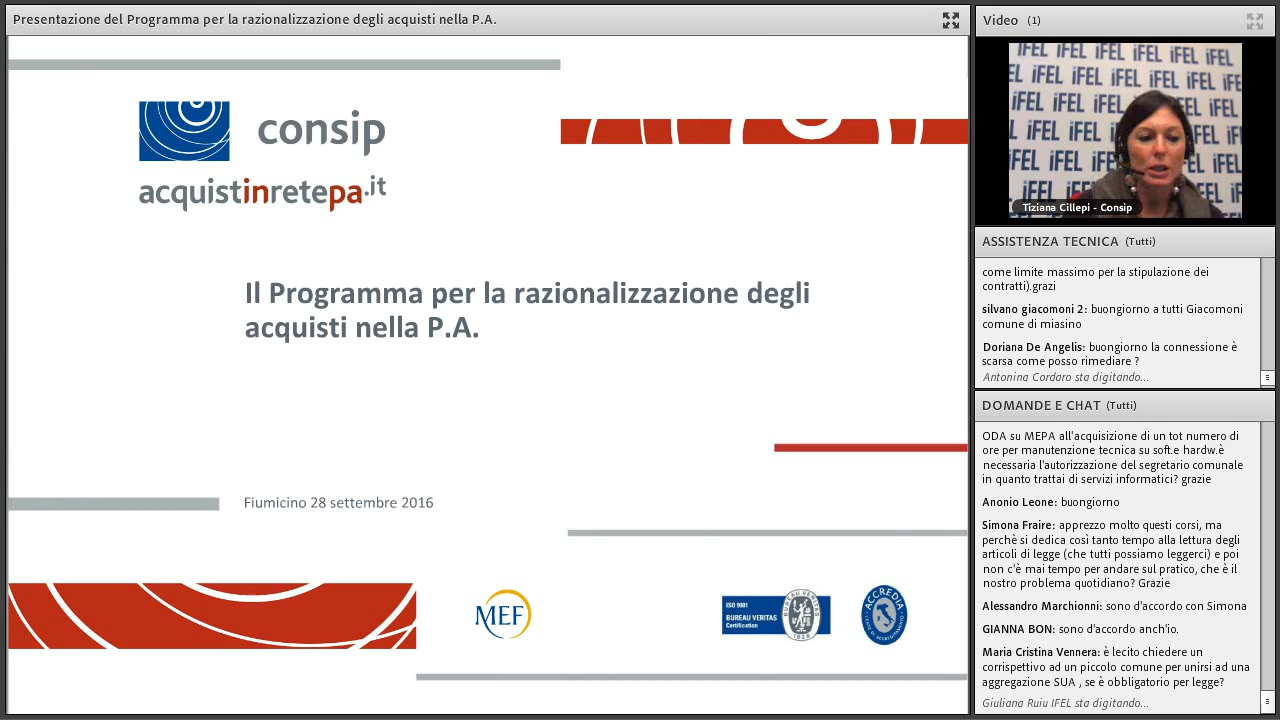 Presentazione del Programma per la razionalizzazione degli acquisti nella P.A.
consip
acquistinretepa.it
Il Programma per la razionalizzazione degli
acquisti nella P.A.
Fiumicino 28 settembre 2016
MEF
ISO 9001
BUREAU VERITAS
Certification
BUREAU VERITAS
1828
ACCREDIA
Video (1)
iFEL iFEL iFEL iFEL
Tiziana Cillepi - Consip
ASSISTENZA TECNICA (Tutti)
come limite massimo per la stipulazione dei
contratti).grazi
silvano giacomoni 2: buongiorno a tutti Giacomoni
comune di miasino
Doriana De Angelis: buongiorno la connessione è
scarsa come posso rimediare ?
Antonina Cordaro sta digitando...
DOMANDE E CHAT (Tutti)
ODA su MEPA all'acquisizione di un tot numero di
ore per manutenzione tecnica su soft.e hardw.è
necessaria l'autorizzazione del segretario comunale
in quanto trattai di servizi informatici? grazie
Anonio Leone: buongiorno
Simona Fraire: apprezzo molto questi corsi, ma
perchè si dedica così tanto tempo alla lettura degli
articoli di legge (che tutti possiamo leggerci) e poi
non c'è mai tempo per andare sul pratico, che è il
nostro problema quotidiano? Grazie
Alessandro Marchionni: sono d'accordo con Simona
GIANNA BON: sono d'accordo anch'io.
Maria Cristina Vennera: è lecito chiedere un
corrispettivo ad un piccolo comune per unirsi ad una
aggregazione SUA , se è obbligatorio per legge?
Giuliana Ruiu IFEL sta digitando...